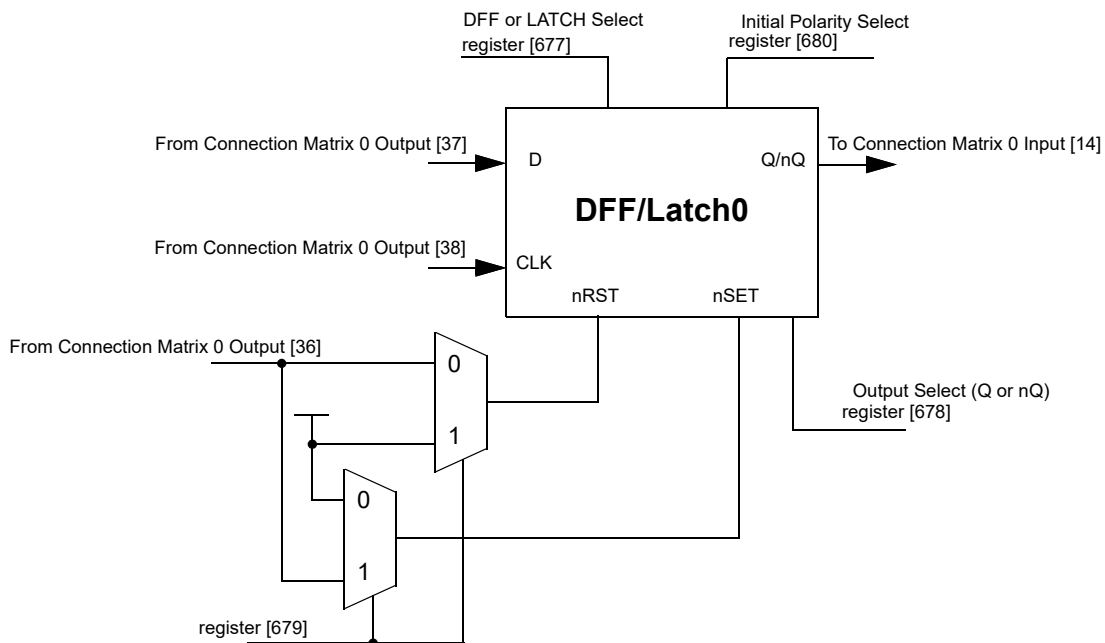 DFF or LATCH Select
register [677]
Initial Polarity Select
register [680]
From Connection Matrix 0 Output [37]
D
Q/nQ
To Connection Matrix 0 Input [14]
DFF/Latch0
From Connection Matrix 0 Output [38]
CLK
nRST
nSET
From Connection Matrix 0 Output [36]
0
1
Output Select (Q or nQ)
register [678]
0
1
register [679]